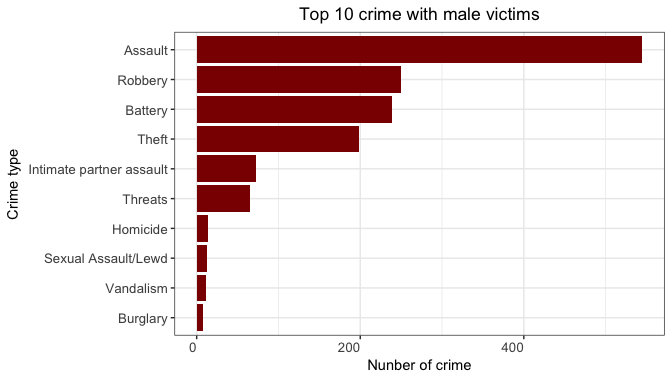 Top 10 crime with male victims
Crime type
Assault
Robbery
Battery
Theft
Intimate partner assault
Threats
Homicide
Sexual Assault/Lewd
Vandalism
Burglary
0 200 400
Nunber of crime